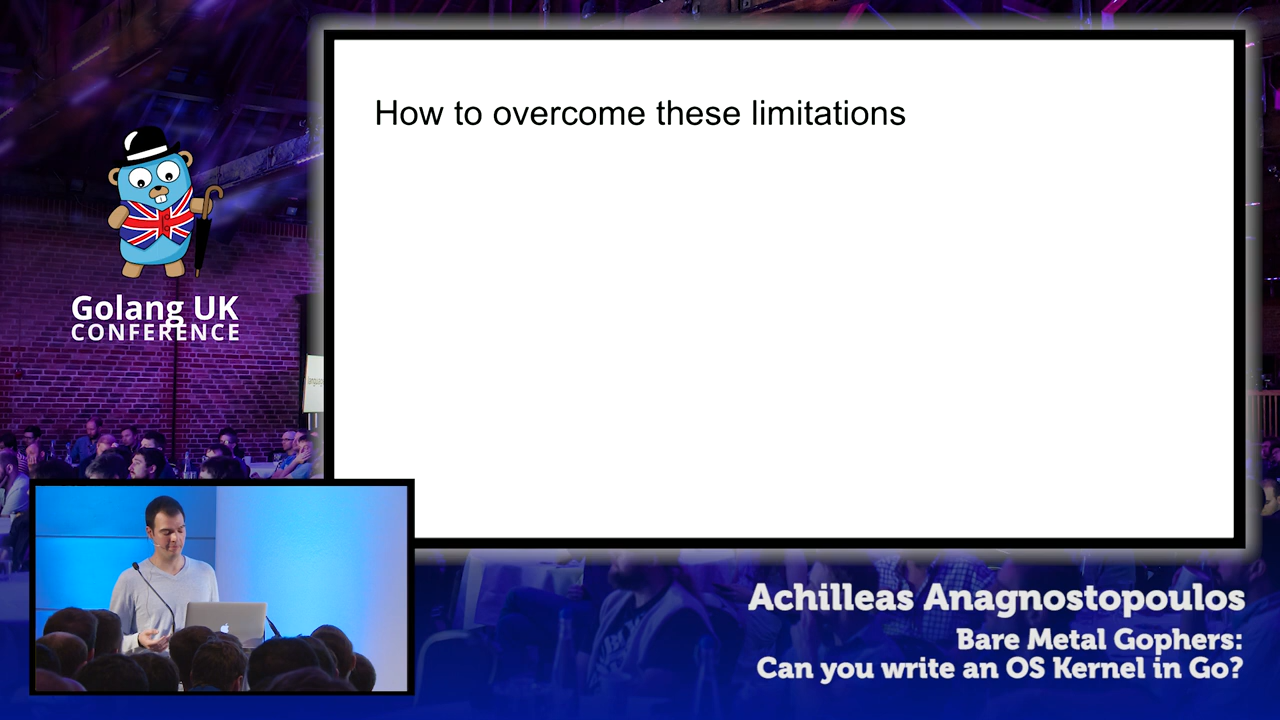 How to overcome these limitations
Golang UK
CONFERENCE
Achilleas Anagnostopoulos
Bare Metal Gophers:
Can you write an OS Kernel in Go?